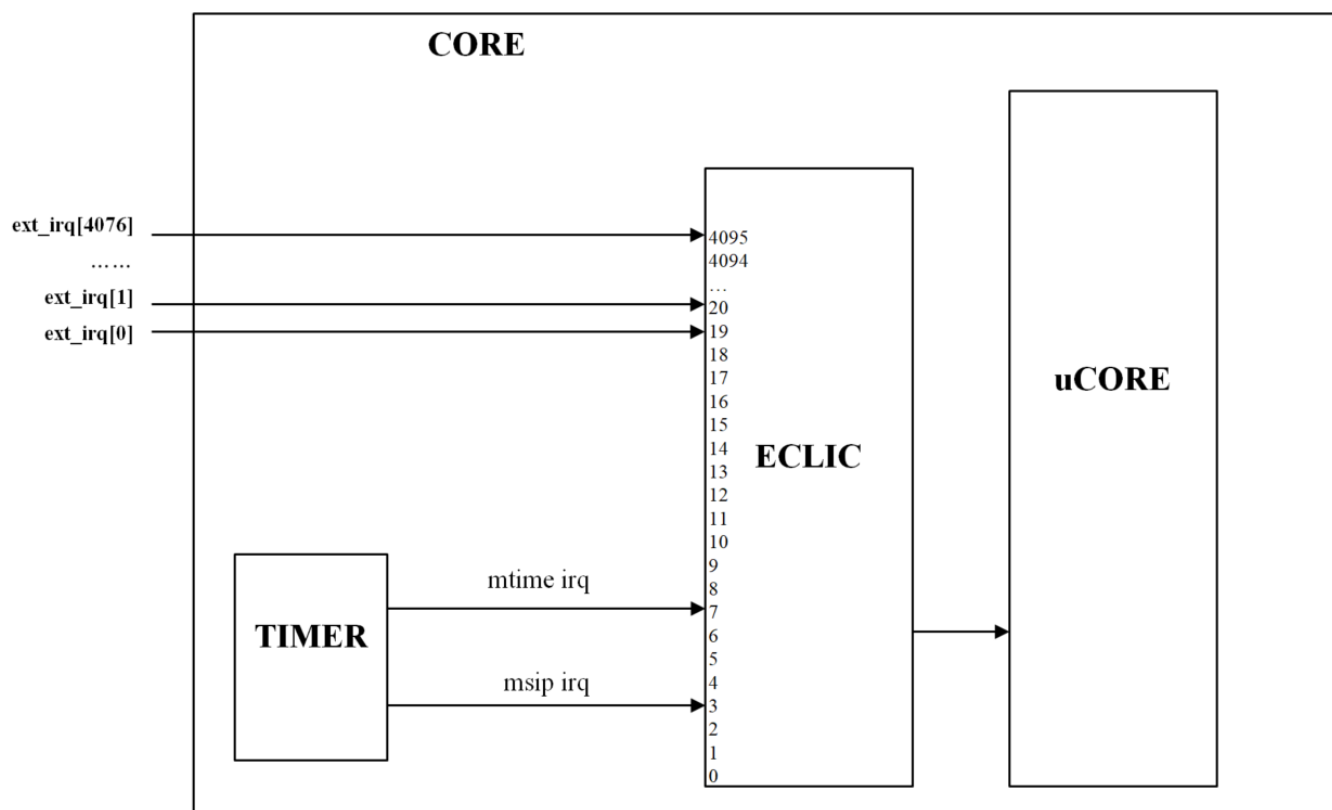 CORE
ext_irq[4076]
……
ext_irq[1]
ext_irq[0]
TIMER
mtime irq
msip irq
4095
4094
…
20
19
18
17
16
15
14
13
12
11
10
9
8
7
6
5
4
3
2
1
0
ECLIC
uCORE